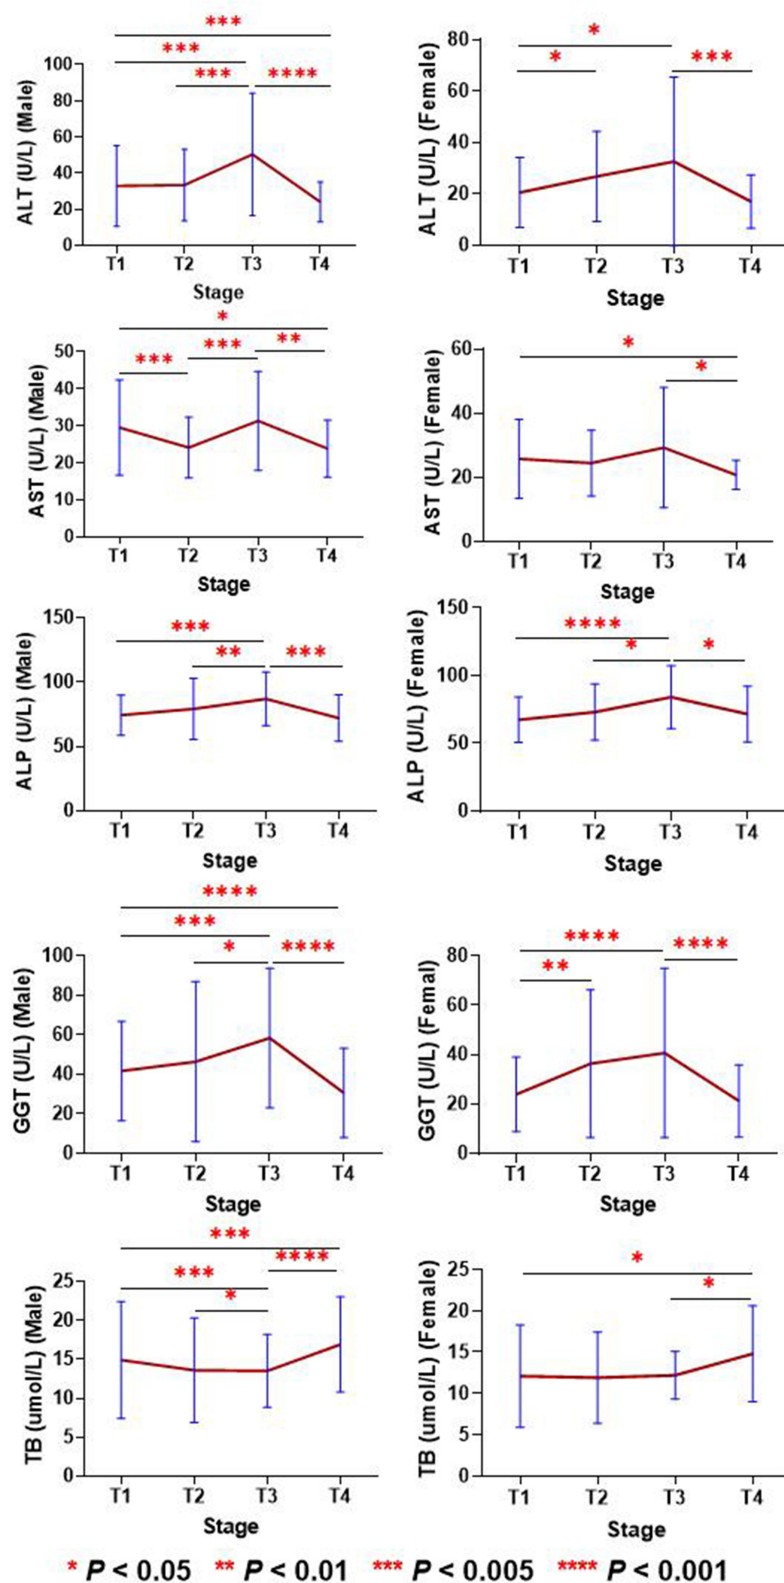 ***
***
***
****
ALT (U/L) (Male)
100
80
60
40
20
0
T1 T2 T3 T4
Stage
*
*
***
ALT (U/L) (Female)
80
60
40
20
0
T1 T2 T3 T4
Stage
*
***
***
**
AST (U/L) (Male)
50
40
30
20
10
0
T1 T2 T3 T4
Stage
*
*
AST (U/L) (Female)
60
40
20
0
T1 T2 T3 T4
Stage
***
**
***
ALP (U/L) (Male)
150
100
50
0
T1 T2 T3 T4
Stage
****
*
*
ALP (U/L) (Female)
150
100
50
0
T1 T2 T3 T4
Stage
****
***
*
****
GGT (U/L) (Male)
100
80
60
40
20
0
T1 T2 T3 T4
Stage
****
**
****
GGT (U/L) (Femal)
80
60
40
20
0
T1 T2 T3 T4
Stage
***
****
***
*
TB (umol/L) (Male)
25
20
15
10
5
0
T1 T2 T3 T4
Stage
*
*
TB (umol/L) (Female)
25
20
15
10
5
0
T1 T2 T3 T4
Stage
* P < 0.05 ** P < 0.01 *** P < 0.005 **** P < 0.001